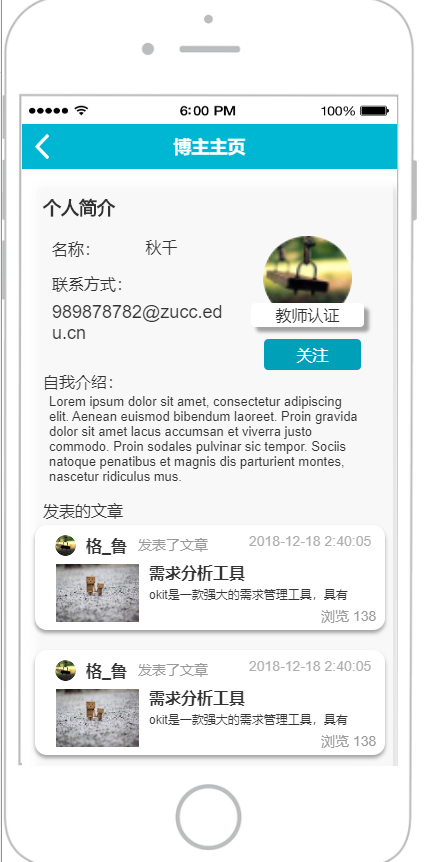 6:00 PM 100%
博主主页
个人简介
名称： 秋千
联系方式：
989878782@zucc.ed
u.cn
教师认证
关注
自我介绍：
Lorem ipsum dolor sit amet, consectetur adipiscing
elit. Aenean euismod bibendum laoreet. Proin gravida
dolor sit amet lacus accumsan et viverra justo
commodo. Proin sodales pulvinar sic tempor. Sociis
natoque penatibus et magnis dis parturient montes,
nascetur ridiculus mus.
发表的文章
格_鲁 发表了文章 2018-12-18 2:40:05
需求分析工具
okit是一款强大的需求管理工具，具有
浏览 138
格_鲁 发表了文章 2018-12-18 2:40:05
需求分析工具
okit是一款强大的需求管理工具，具有
浏览 138